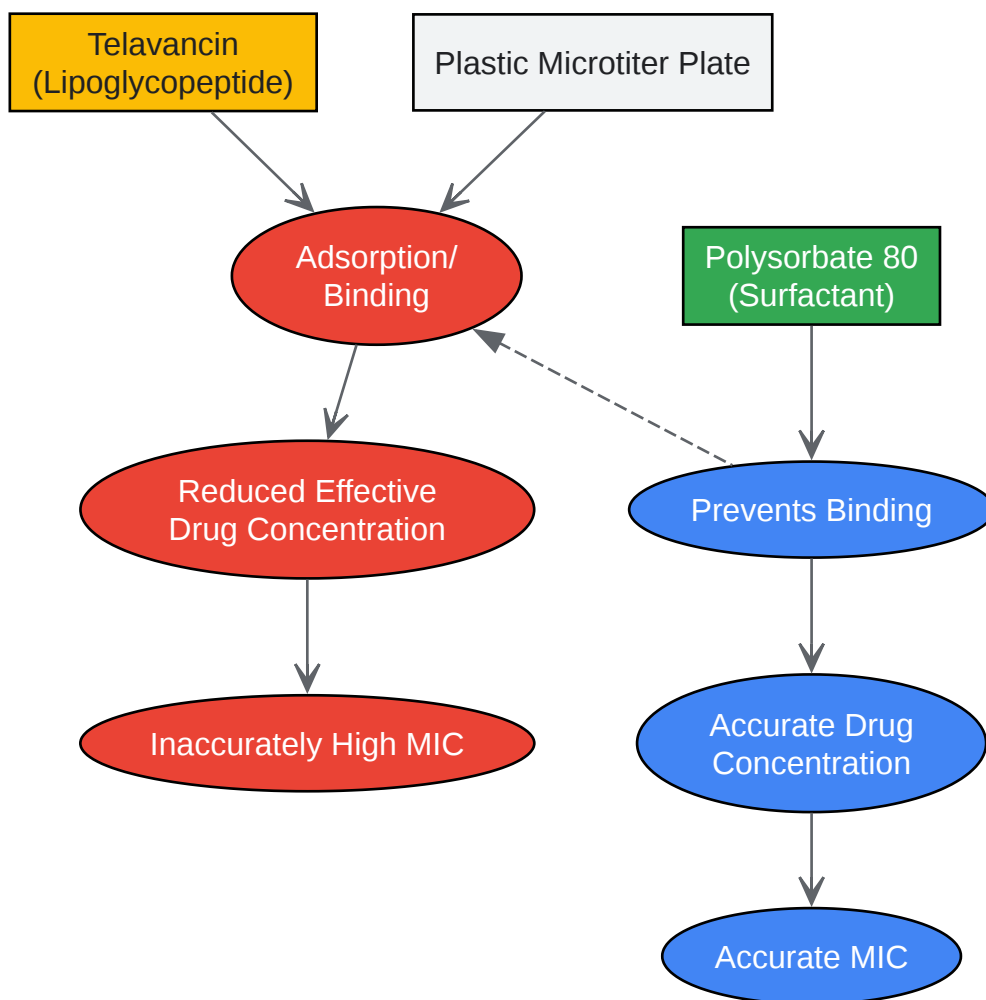 Telavancin
(Lipoglycopeptide)
Plastic Microtiter Plate
Adsorption/
Binding
Polysorbate 80
(Surfactant)
Reduced Effective
Drug Concentration
Prevents Binding
Inaccurately High MIC
Accurate Drug
Concentration
Accurate MIC